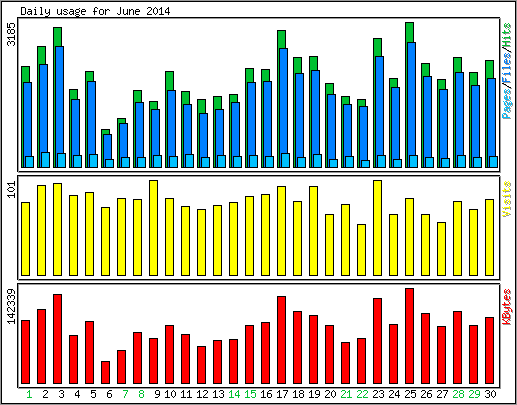 Daily usage for June 2014
3185
Pages/Files/Hits
101
Visits
142339
KBytes
1 2 3 4 5 6 7 8 9 10 11 12 13 14 15 16 17 18 19 20 21 22 23 24 25 26 27 28 29 30